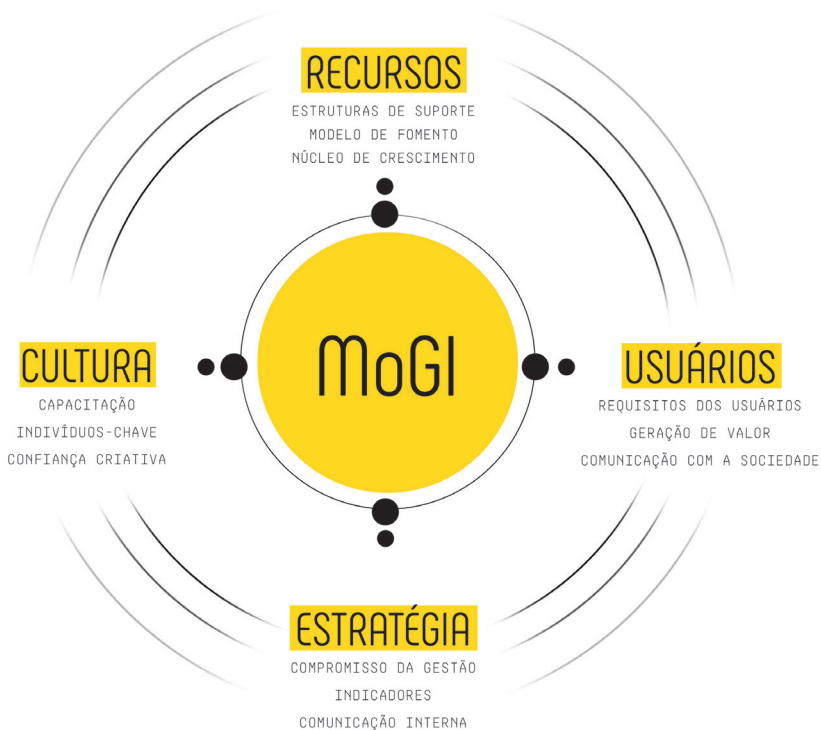 RECURSOS
ESTRUTURAS DE SUPORTE
MODELO DE FOMENTO
NÚCLEO DE CRESCIMENTO
MoGI
CULTURA
CAPACITAÇÃO
INDIVÍDUOS-CHAVE
CONFIANÇA CRIATIVA
USUÁRIOS
REQUISITOS DOS USUÁRIOS
GERAÇÃO DE VALOR
COMUNICAÇÃO COM A SOCIEDADE
ESTRATÉGIA
COMPROMISSO DA GESTÃO
INDICADORES
COMUNICAÇÃO INTERNA